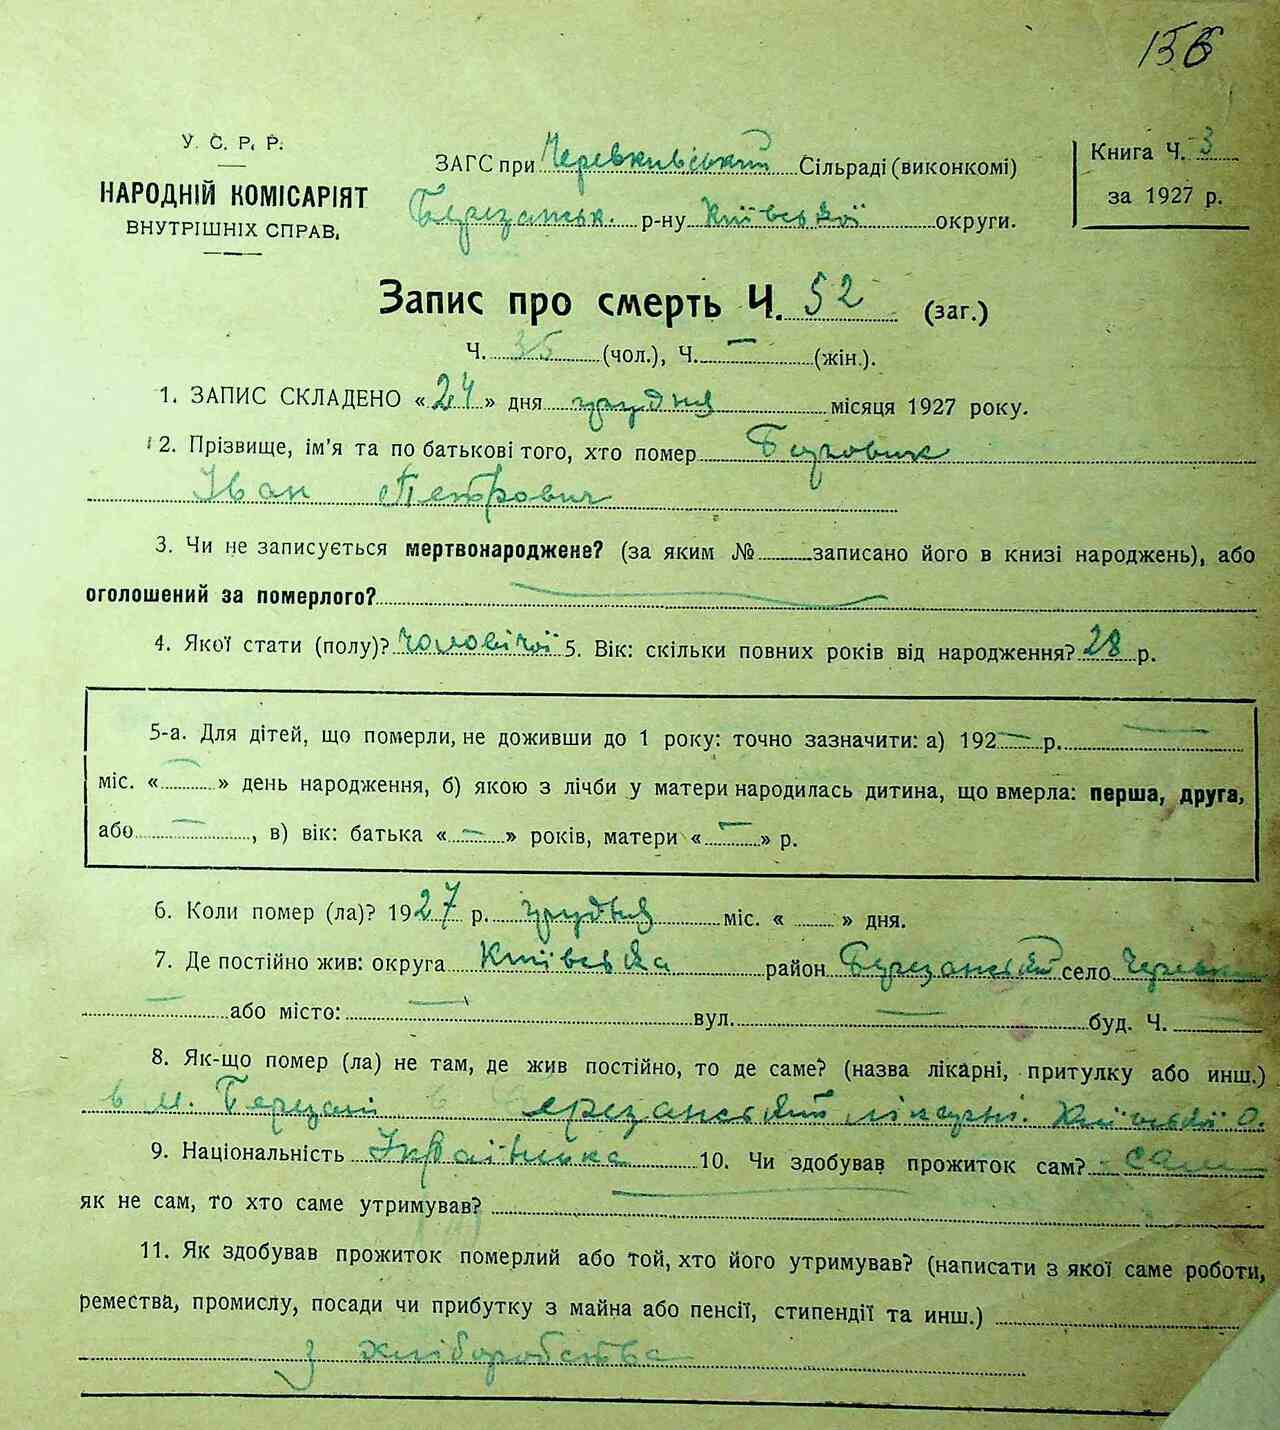 156
У. С. Р. Р.
НАРОДНІЙ КОМІСАРІЯТ
ВНУТРІШНІХ СПРАВ.
ЗАГС при Черевківський Сільраді (виконкомі)
Березанськ. р-ну Київської округи.
Книга Ч. 3
за 1927 р.
Запис про смерть Ч. 52 (заг.)
Ч. 35 (чол.), Ч. — (жін.).
1. ЗАПИС СКЛАДЕНО «24» дня грудня місяця 1927 року.
2. Прізвище, ім'я та по батькові того, хто помер
Іван Петрович
3. Чи не записується мертвонароджене? (за яким № записано його в книзі народжень), або
оголошений за померлого? —
4. Якої стати (полу)? чоловічої 5. Вік: скільки повних років від народження? 28 р.
5-а. Для дітей, що померли, не доживши до 1 року: точно зазначити: а) 192— р. —
міс. «—» день народження, б) якою з лічби у матери народилась дитина, що вмерла: перша, друга,
або —, в) вік: батька «—» років, матери «—» р.
6. Коли помер (ла)? 1927 р. грудня міс. « » дня.
7. Де постійно жив: округа Київська район Березанський село Черевки
— або місто: — вул. — буд. Ч. —
8. Як-що помер (ла) не там, де жив постійно, то де саме? (назва лікарні, притулку або инш.)
в м. Березані в ерезанській лікарні. Київської О.
9. Національність Українська 10. Чи здобував прожиток сам? сам
як не сам, то хто саме утримував? —
11. Як здобував прожиток померлий або той, хто його утримував? (написати з якої саме роботи,
ремества, промислу, посади чи прибутку з майна або пенсії, стипендії та инш.)
з хліборобства